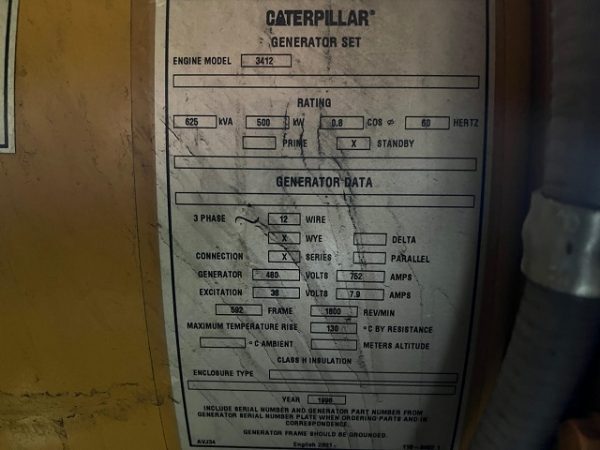 CATERPILLAR®
GENERATOR SET
ENGINE MODEL 3412
RATING
625 kVA 500 kW 0.8 COS ø 60 HERTZ
PRIME X STANDBY
GENERATOR DATA
3 PHASE ~ 12 WIRE
X WYE DELTA
CONNECTION X SERIES PARALLEL
GENERATOR 480 VOLTS 752 AMPS
EXCITATION 36 VOLTS 7.9 AMPS
592 FRAME 1800 REV/MIN
MAXIMUM TEMPERATURE RISE 130 °C BY RESISTANCE
°C AMBIENT METERS ALTITUDE
CLASS H INSULATION
ENCLOSURE TYPE
YEAR
INCLUDE SERIAL NUMBER AND GENERATOR PART NUMBER FROM
GENERATOR SERIAL NUMBER PLATE WHEN ORDERING PARTS AND IN
CORRESPONDENCE.
GENERATOR FRAME SHOULD BE GROUNDED.
English